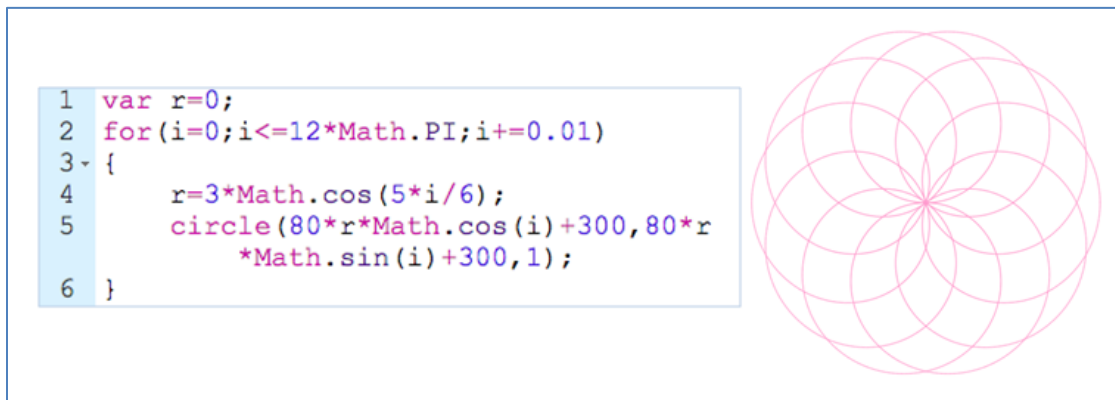 1 var r=0;
2 for(i=0;i<=12*Math.PI;i+=0.01)
3 {
4 r=3*Math.cos(5*i/6);
5 circle(80*r*Math.cos(i)+300,80*r
*Math.sin(i)+300,1);
6 }